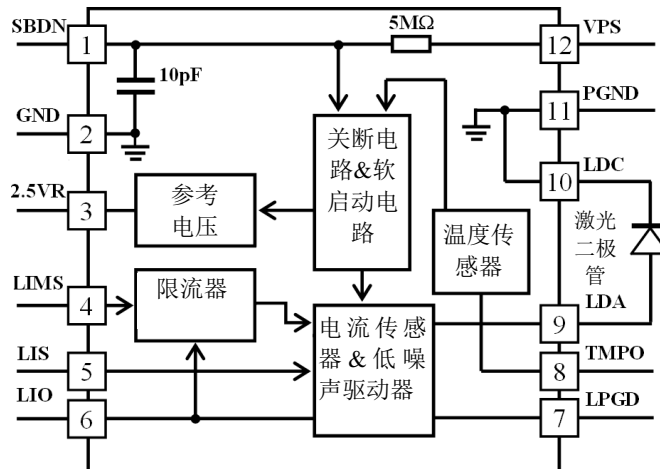 SBDN
1
10pF
5MΩ
12
VPS
GND
2
11
PGND
2.5VR
3
参考
电压
关断电
路&软
启动电
路
10
LDC
温度传
感器
激光
二极
管
LIMS
4
限流器
电流传感
器 & 低 噪
声驱动器
9
LDA
LIS
5
8
TMPO
LIO
6
7
LPGD